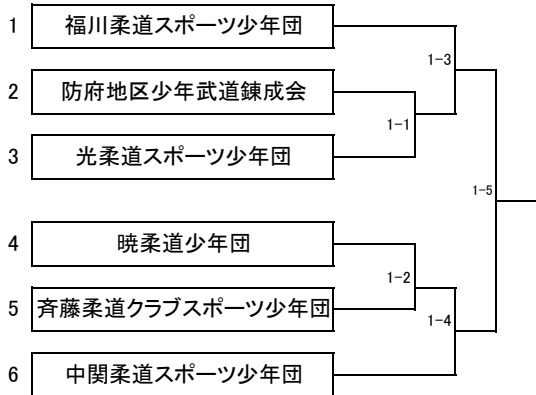 1 福川柔道スポーツ少年団
1-3
2 防府地区少年武道錬成会
1-1
3 光柔道スポーツ少年団
1-5
4 暁柔道少年団
1-2
5 斉藤柔道クラブスポーツ少年団
1-4
6 中関柔道スポーツ少年団